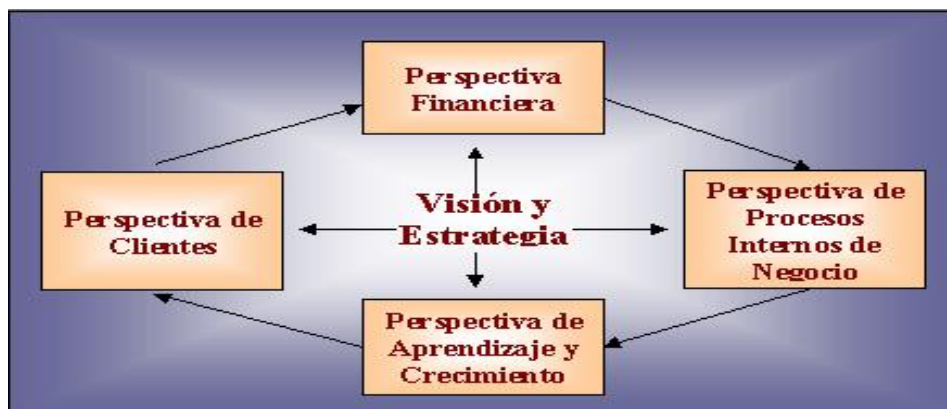 Perspectiva
Financiera
Perspectiva de
Clientes
Visión y
Estrategia
Perspectiva de
Procesos
Internos de
Negocio
Perspectiva de
Aprendizaje y
Crecimiento